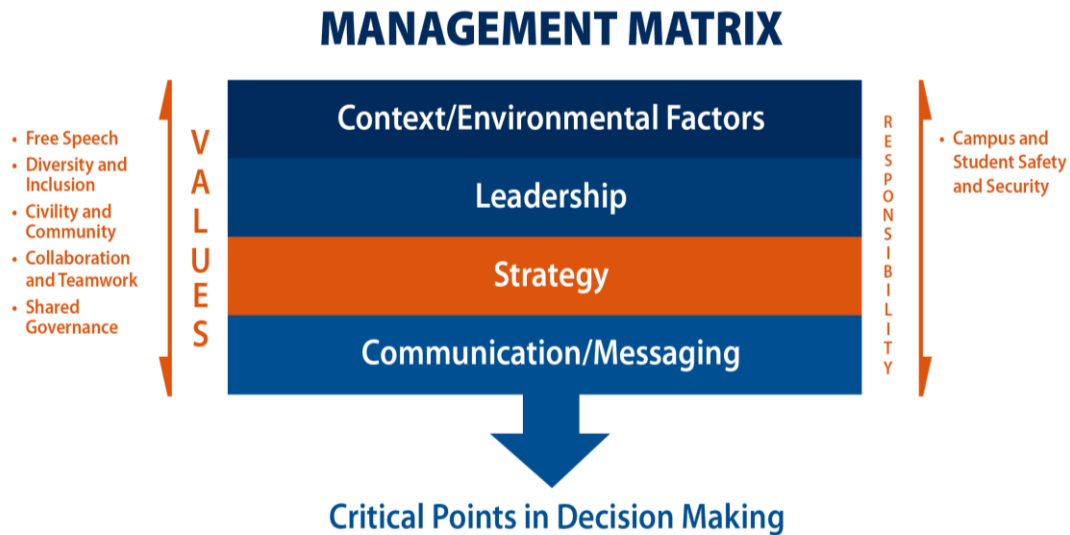 MANAGEMENT MATRIX
• Free Speech
• Diversity and
Inclusion
• Civility and
Community
• Collaboration
and Teamwork
• Shared
Governance
VALUES
Context/Environmental Factors
Leadership
Strategy
Communication/Messaging
RESPONSIBILITY
• Campus and
Student Safety
and Security
Critical Points in Decision Making